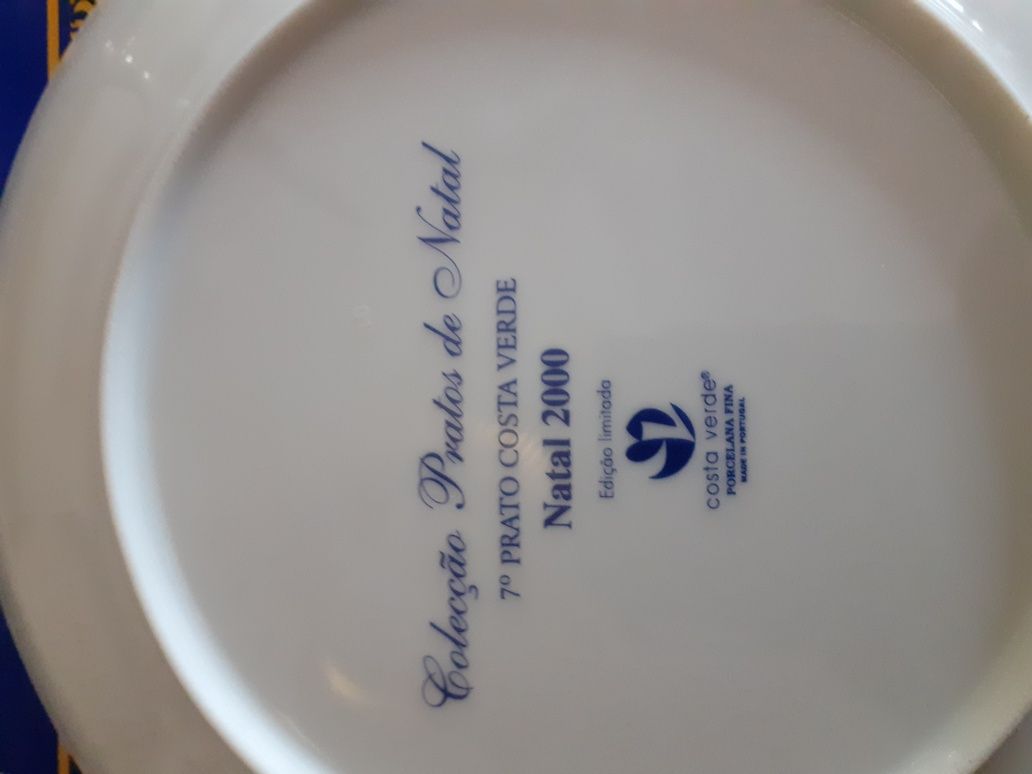 Colecção Pratos de Natal
7º PRATO COSTA VERDE
Natal 2000
Edição limitada
costa verde®
PORCELANA FINA
MADE IN PORTUGAL